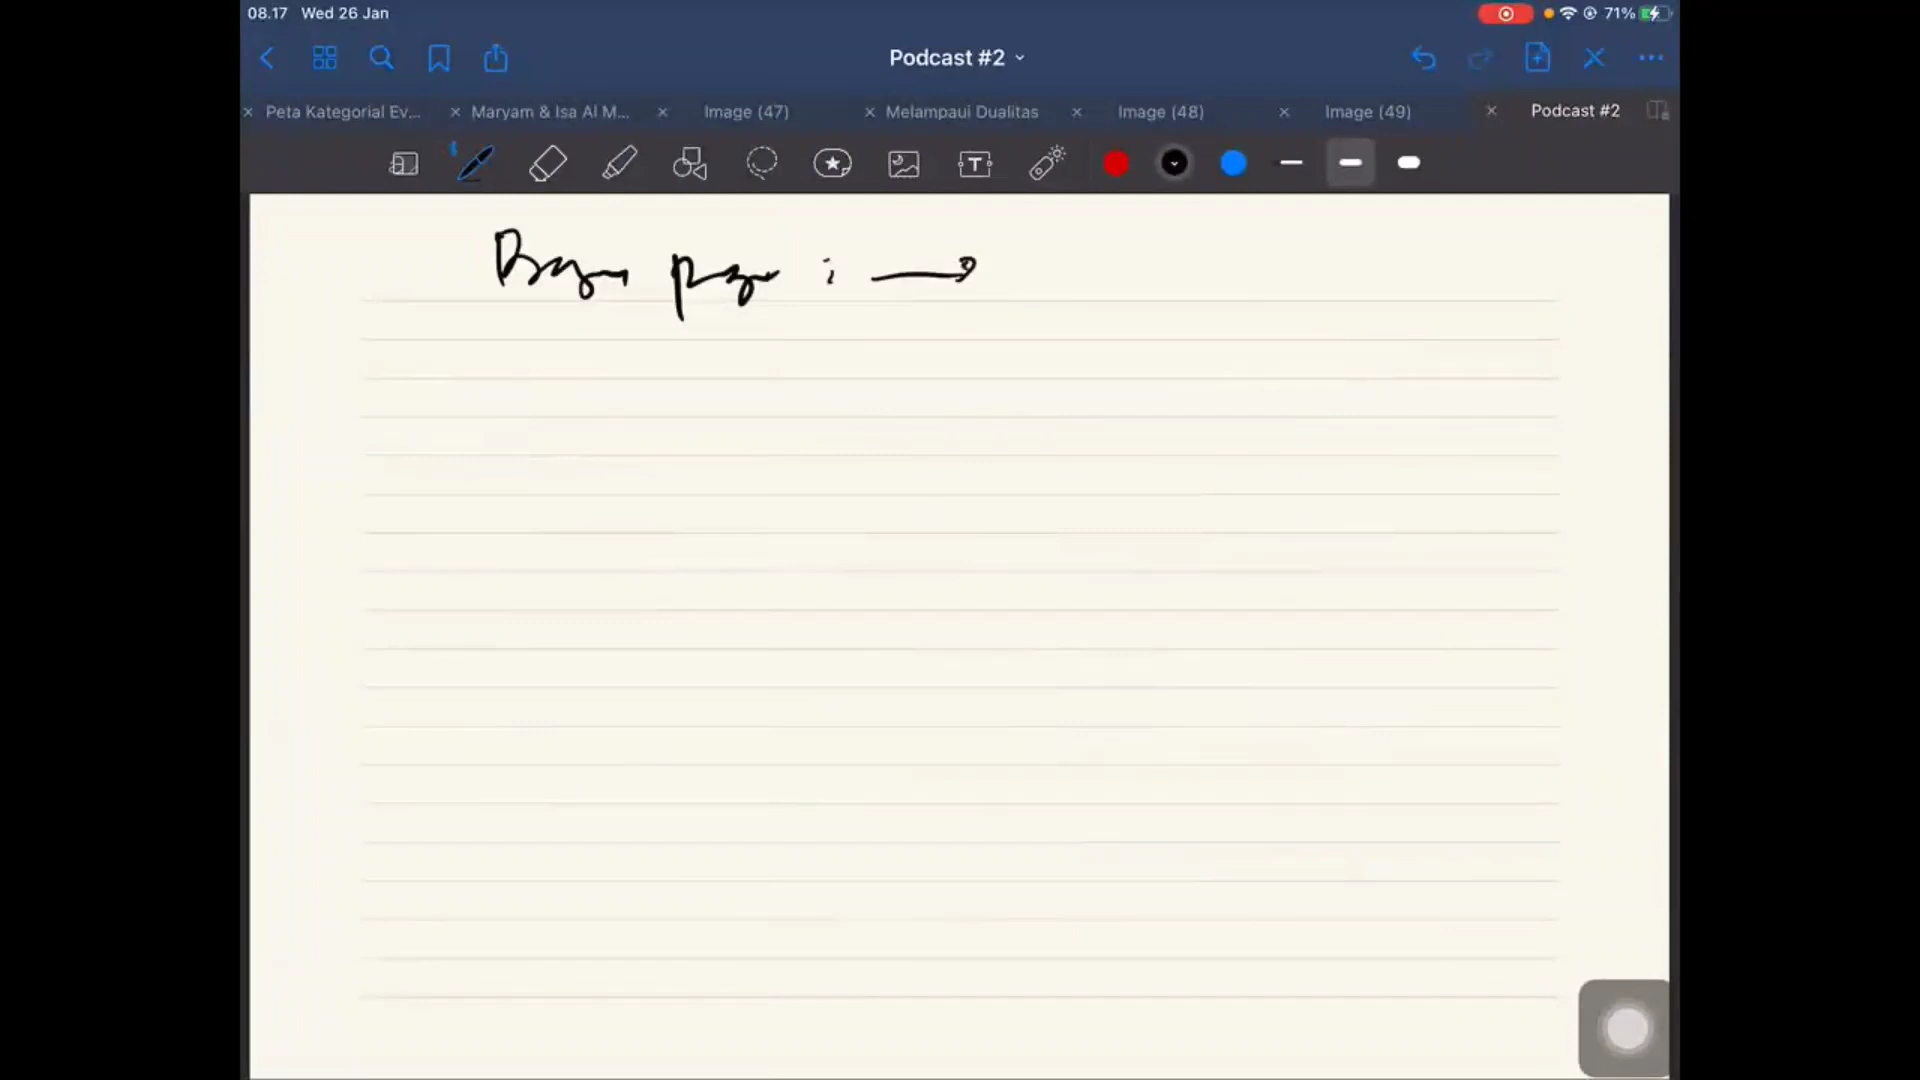 08.17 Wed 26 Jan 71%
Podcast #2
Peta Kategorial Ev... Maryam & Isa Al M... Image (47) Melampaui Dualitas Image (48) Image (49) Podcast #2
T